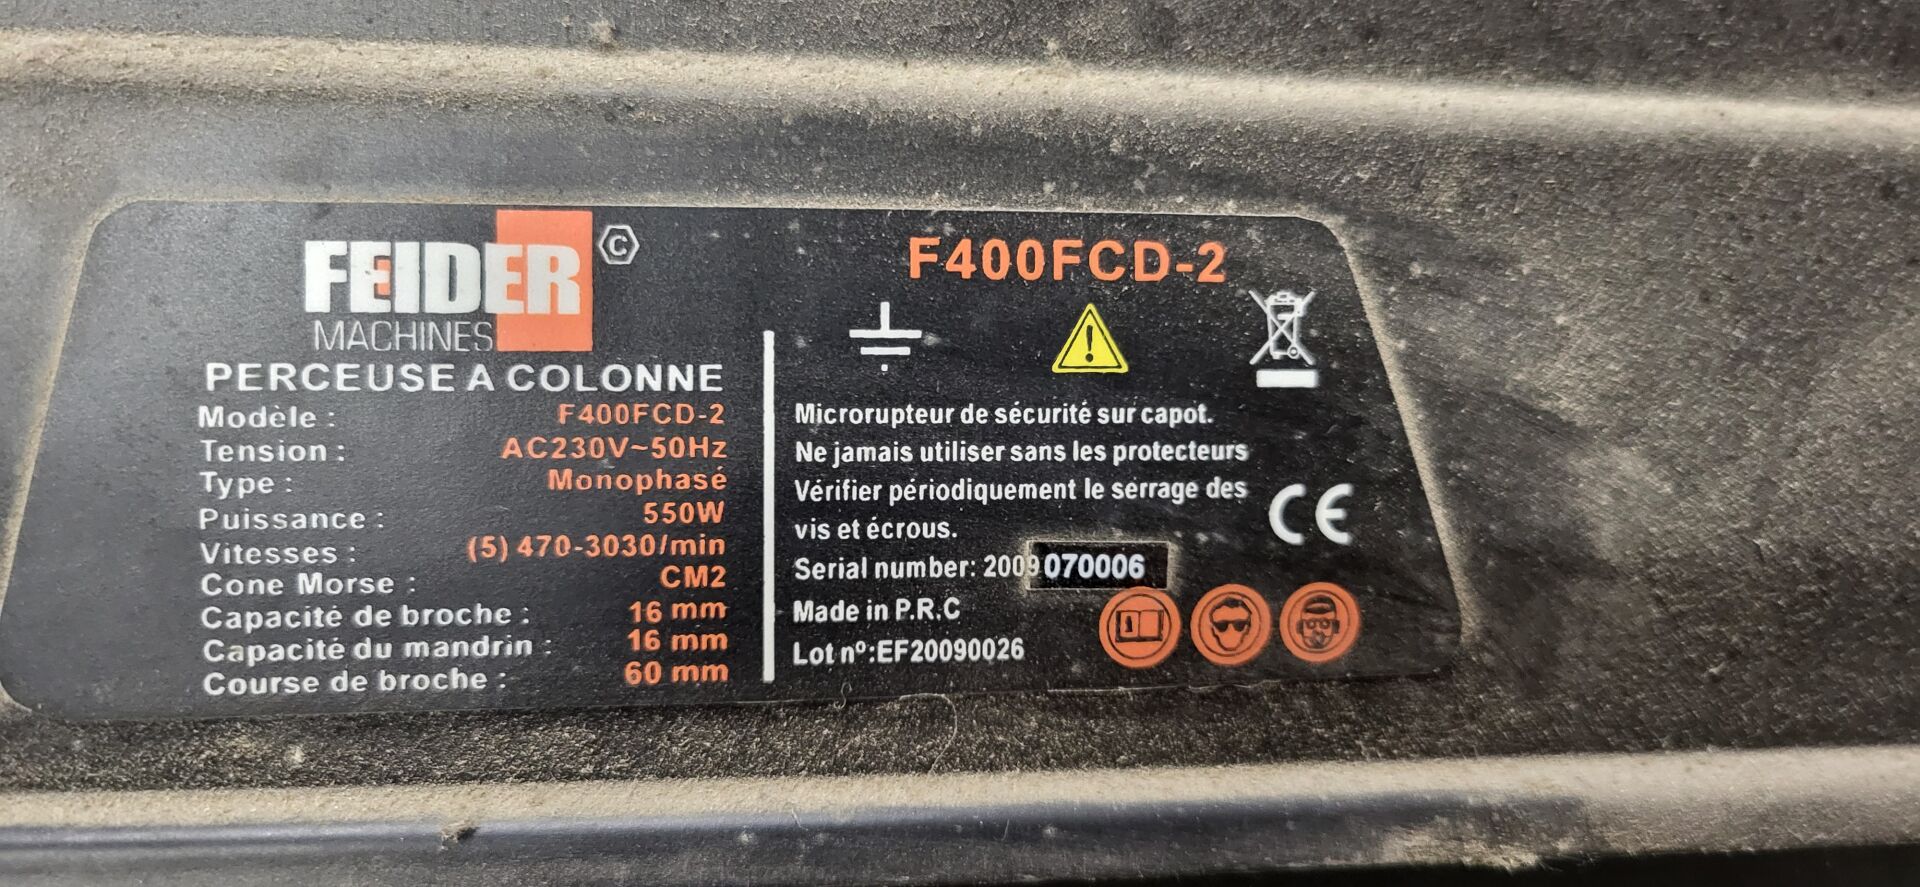 FEIDER ©
MACHINES
PERCEUSE A COLONNE
Modèle : F400FCD-2
Tension : AC230V~50Hz
Type : Monophasé
Puissance : 550W
Vitesses : (5) 470-3030/min
Cone Morse : CM2
Capacité de broche : 16 mm
Capacité du mandrin : 16 mm
Course de broche : 60 mm
F400FCD-2
Microrupteur de sécurité sur capot.
Ne jamais utiliser sans les protecteurs
Vérifier périodiquement le serrage des
vis et écrous.
CE
Serial number: 2009 070006
Made in P.R.C
Lot nº:EF20090026